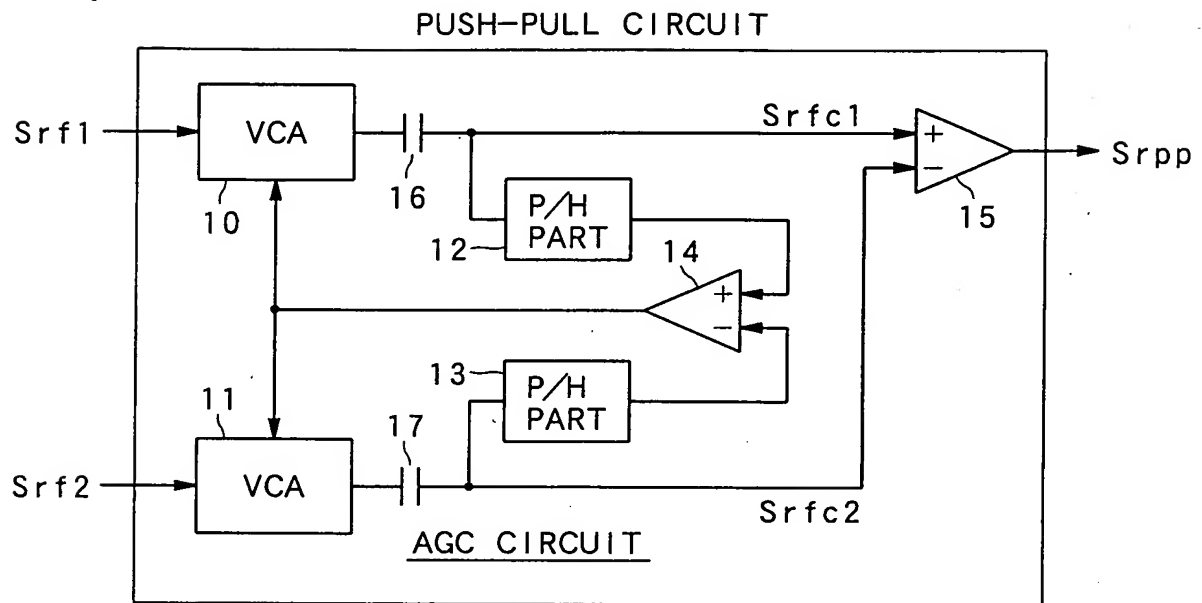 PUSH-PULL CIRCUIT
Srf1
VCA
10
16
Srfc1
+
−
15
Srpp
P/H
PART
12
14
+
−
13
P/H
PART
11
17
Srf2
VCA
Srfc2
AGC CIRCUIT